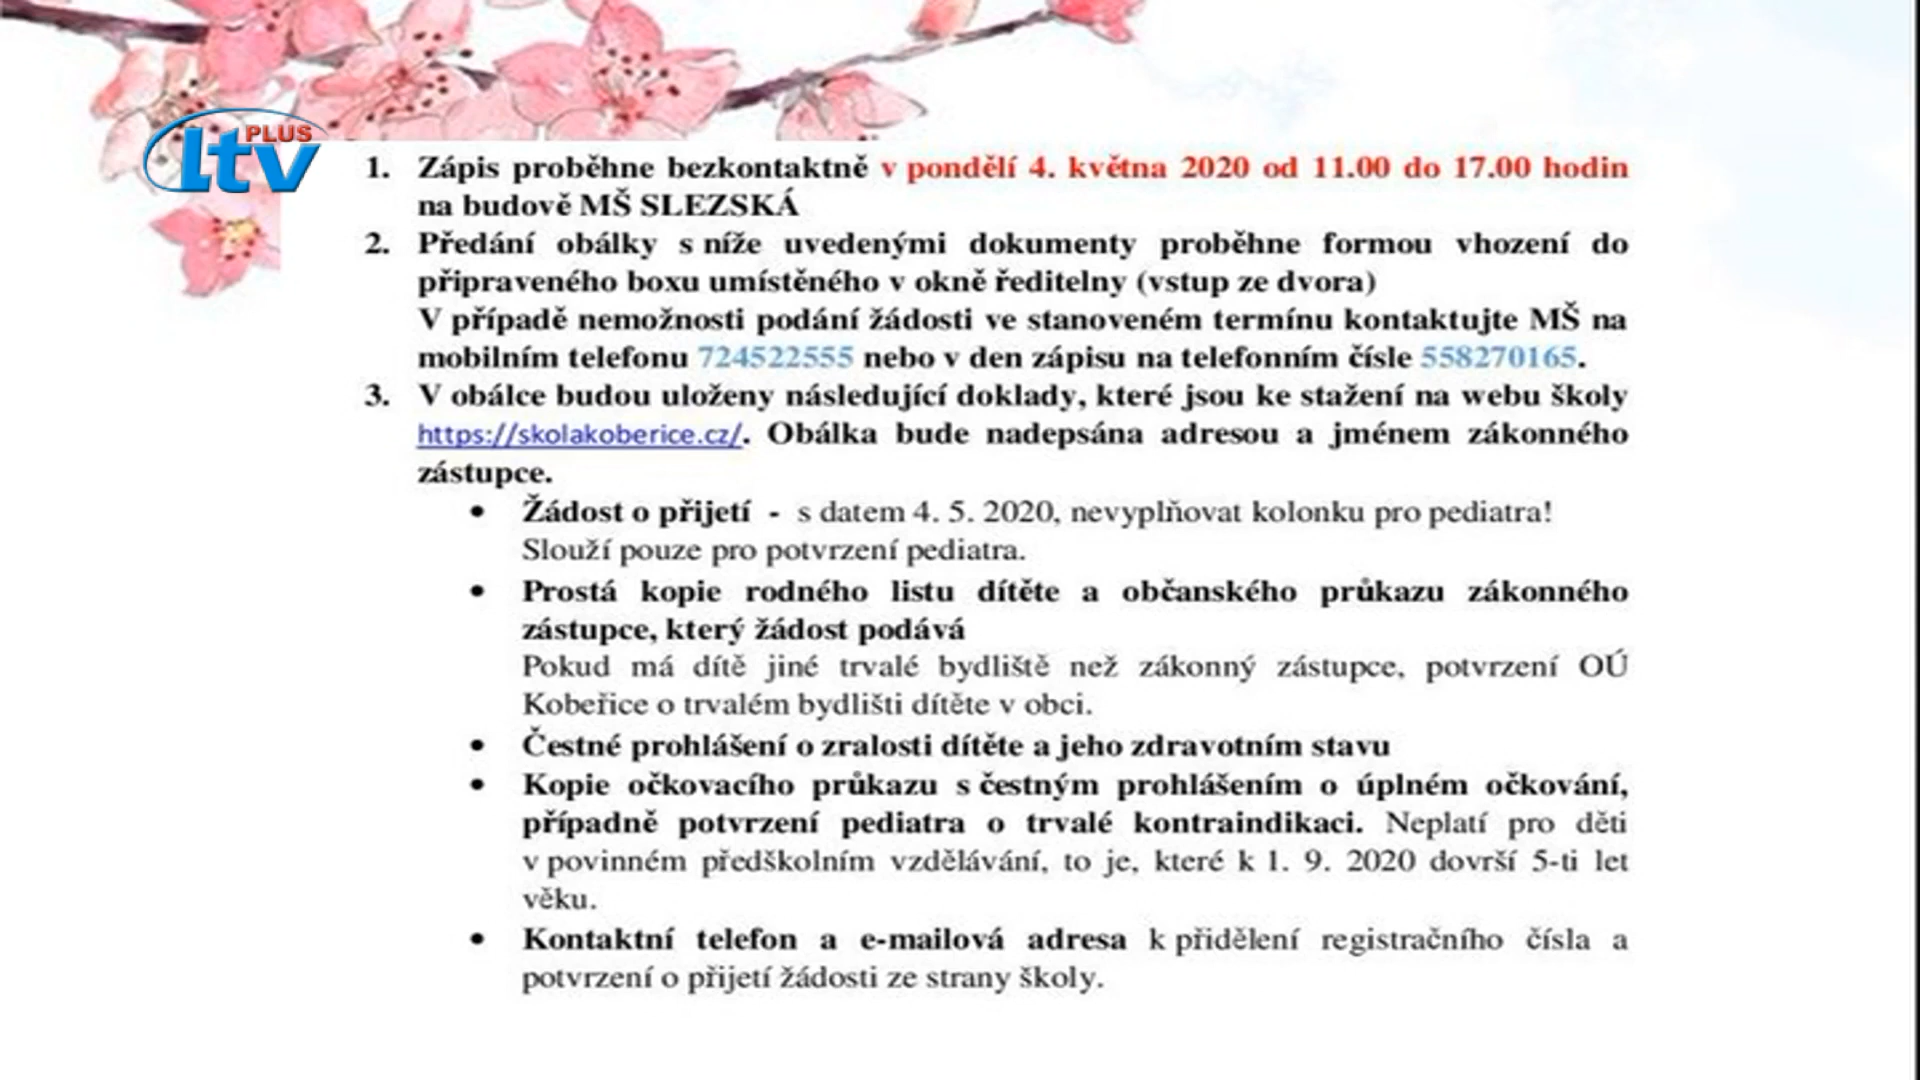 ltv PLUS
1. Zápis proběhne bezkontaktně v pondělí 4. května 2020 od 11.00 do 17.00 hodin
na budově MŠ SLEZSKÁ
2. Předání obálky s níže uvedenými dokumenty proběhne formou vhození do
připraveného boxu umístěného v okně ředitelny (vstup ze dvora)
V případě nemožnosti podání žádosti ve stanoveném termínu kontaktujte MŠ na
mobilním telefonu 724522555 nebo v den zápisu na telefonním čísle 558270165.
3. V obálce budou uloženy následující doklady, které jsou ke stažení na webu školy
https://skolakoberice.cz/. Obálka bude nadepsána adresou a jménem zákonného
zástupce.
• Žádost o přijetí - s datem 4. 5. 2020, nevyplňovat kolonku pro pediatra!
Slouží pouze pro potvrzení pediatra.
• Prostá kopie rodného listu dítěte a občanského průkazu zákonného
zástupce, který žádost podává
Pokud má dítě jiné trvalé bydliště než zákonný zástupce, potvrzení OÚ
Kobeřice o trvalém bydlišti dítěte v obci.
• Čestné prohlášení o zralosti dítěte a jeho zdravotním stavu
• Kopie očkovacího průkazu s čestným prohlášením o úplném očkování,
případně potvrzení pediatra o trvalé kontraindikaci. Neplatí pro děti
v povinném předškolním vzdělávání, to je, které k 1. 9. 2020 dovrší 5-ti let
věku.
• Kontaktní telefon a e-mailová adresa k přidělení registračního čísla a
potvrzení o přijetí žádosti ze strany školy.